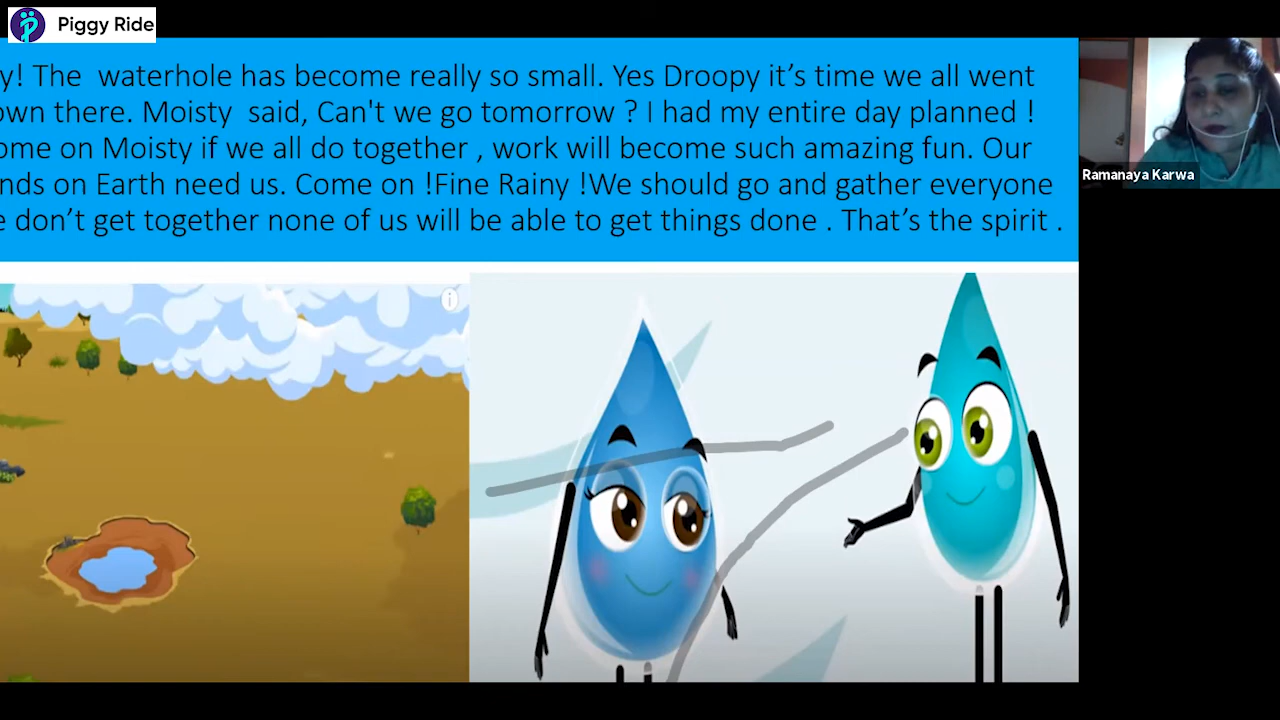 Piggy Ride
y! The waterhole has become really so small. Yes Droopy it's time we all went
own there. Moisty said, Can't we go tomorrow ? I had my entire day planned !
ome on Moisty if we all do together , work will become such amazing fun. Our
nds on Earth need us. Come on !Fine Rainy !We should go and gather everyone
e don't get together none of us will be able to get things done . That's the spirit .
Ramanaya Karwa